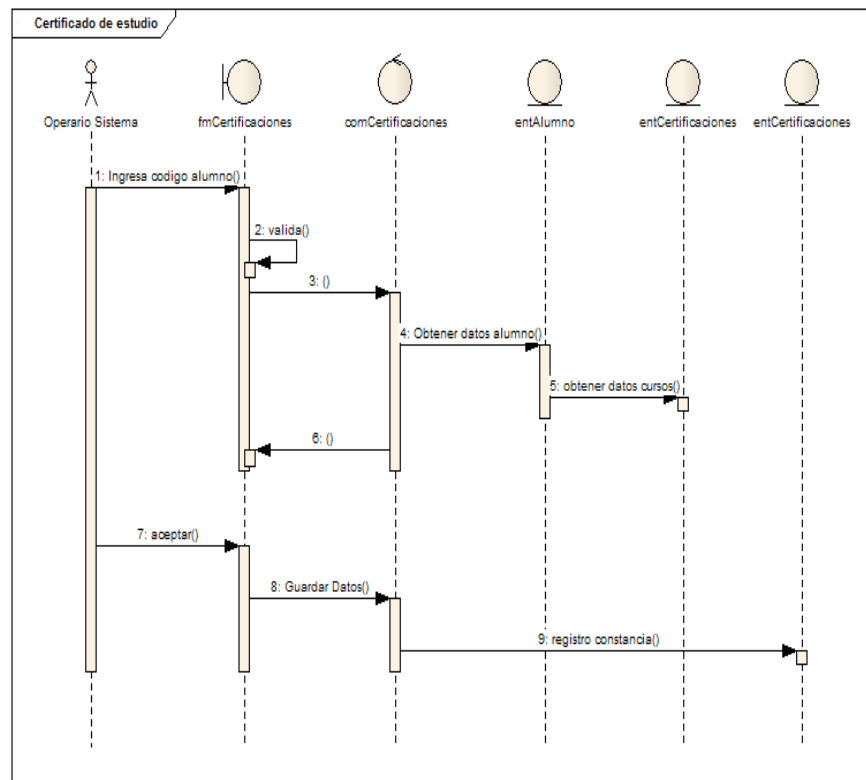 Certificado de estudio
Operario Sistema
fmCertificaciones
comCertificaciones
entAlumno
entCertificaciones
entCertificaciones
1: Ingresa codigo alumno()
2: valida()
3: ()
4: Obtener datos alumno()
5: obtener datos cursos()
6: ()
7: aceptar()
8: Guardar Datos()
9: registro constancia()